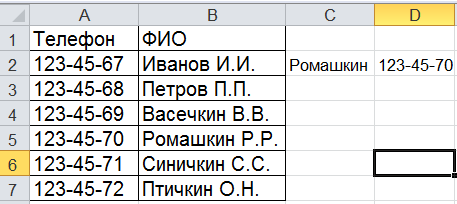 A B C D
1 Телефон ФИО
2 123-45-67 Иванов И.И. Ромашкин 123-45-70
3 123-45-68 Петров П.П.
4 123-45-69 Васечкин В.В.
5 123-45-70 Ромашкин Р.Р.
6 123-45-71 Синичкин С.С.
7 123-45-72 Птичкин О.Н.